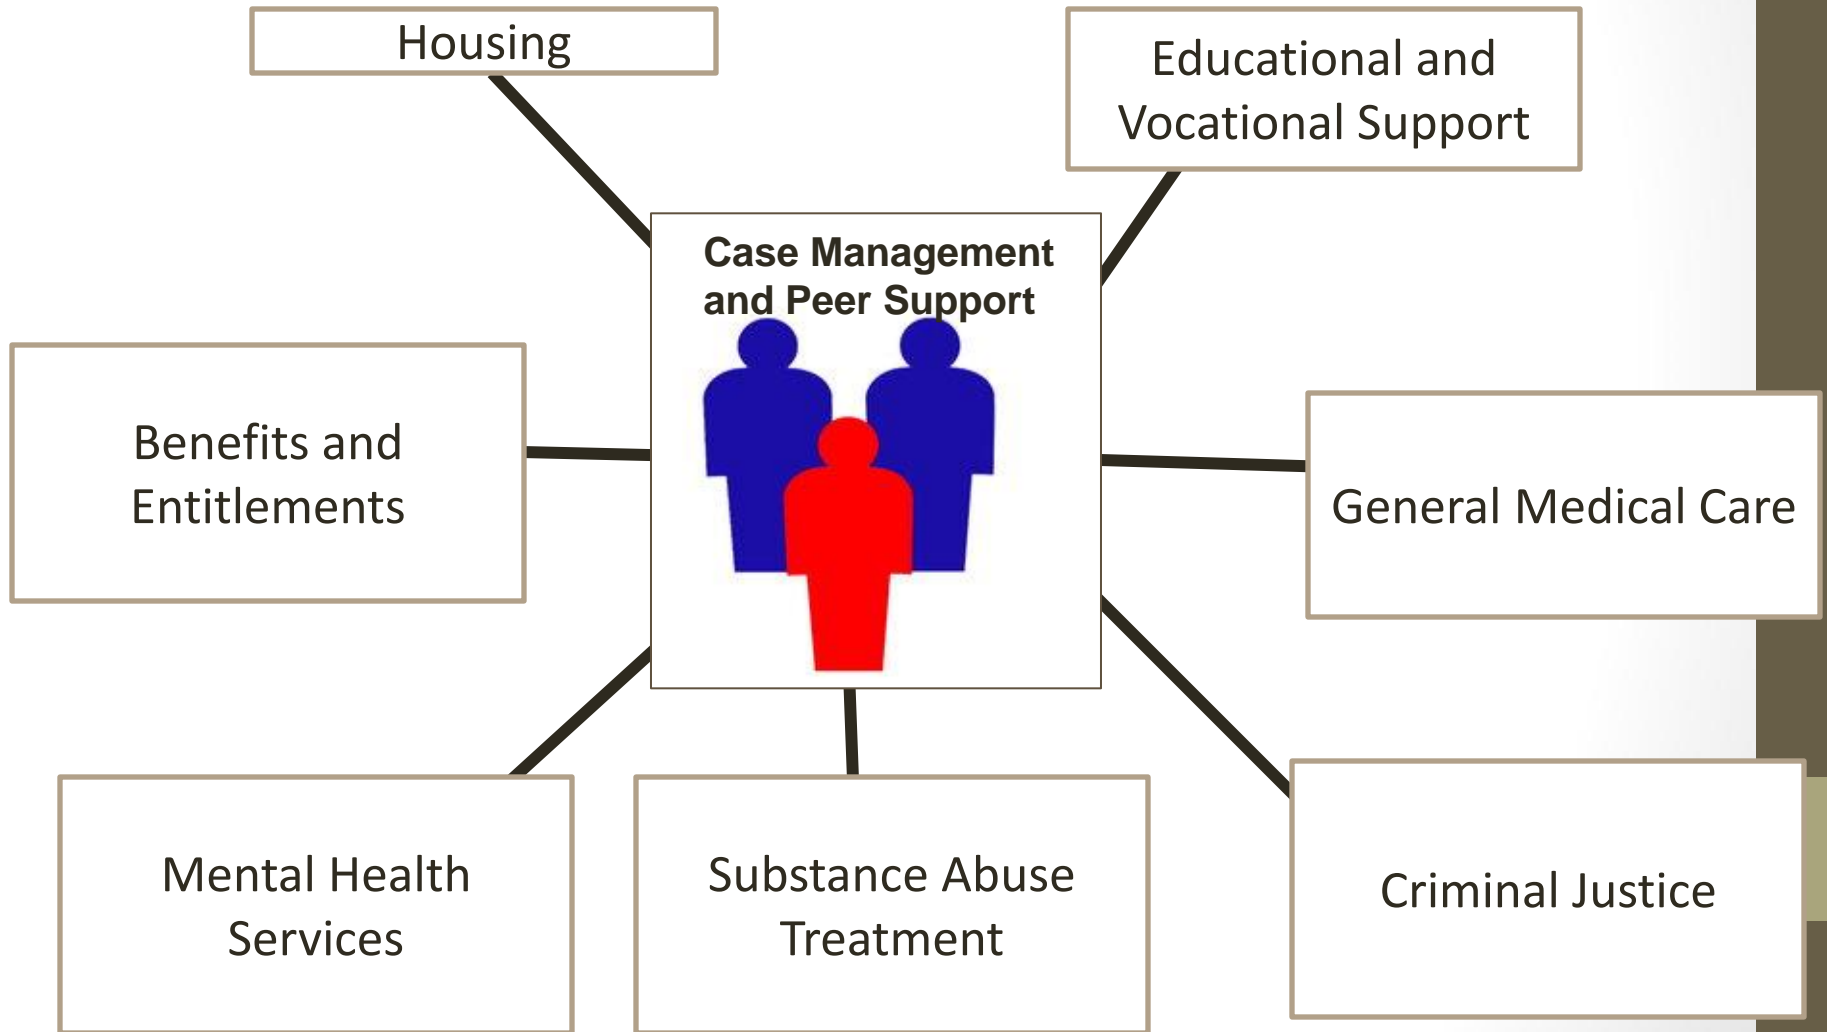 Housing
Educational and
Vocational Support
Case Management
and Peer Support
Benefits and
Entitlements
General Medical Care
Mental Health
Services
Substance Abuse
Treatment
Criminal Justice